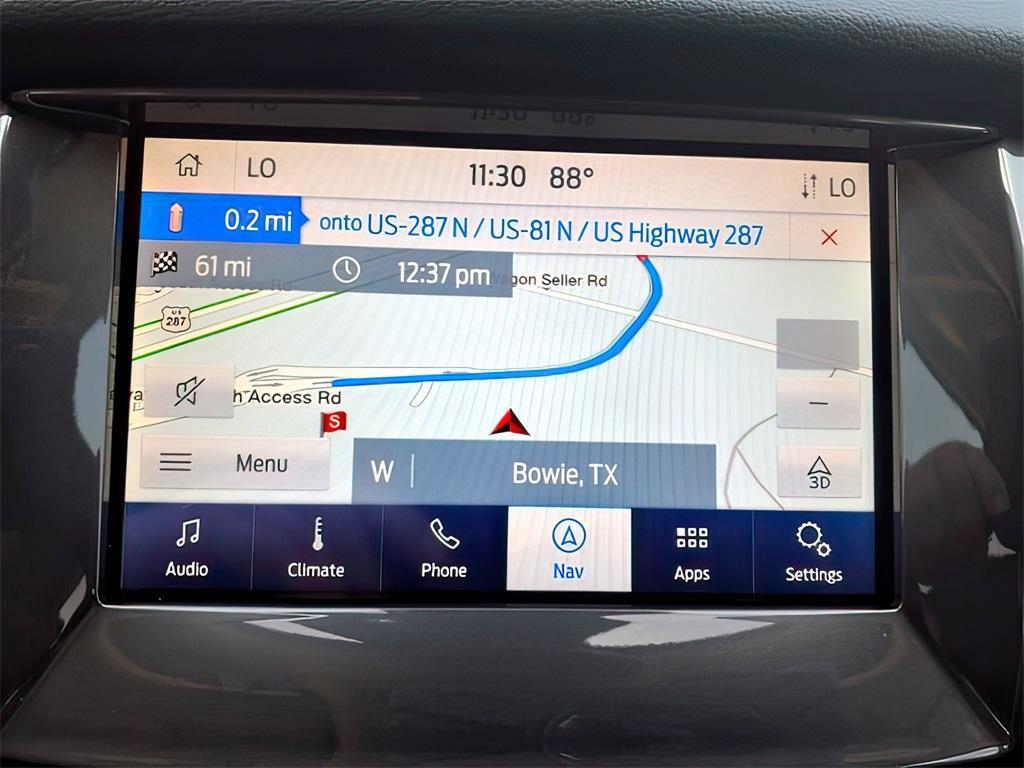 LO 11:30 88° LO
0.2 mi onto US-287 N / US-81 N / US Highway 287
61 mi 12:37 pm
Seller Rd
US
287
Access Rd
S
Menu
W
Bowie, TX
3D
Audio Climate Phone Nav Apps Settings